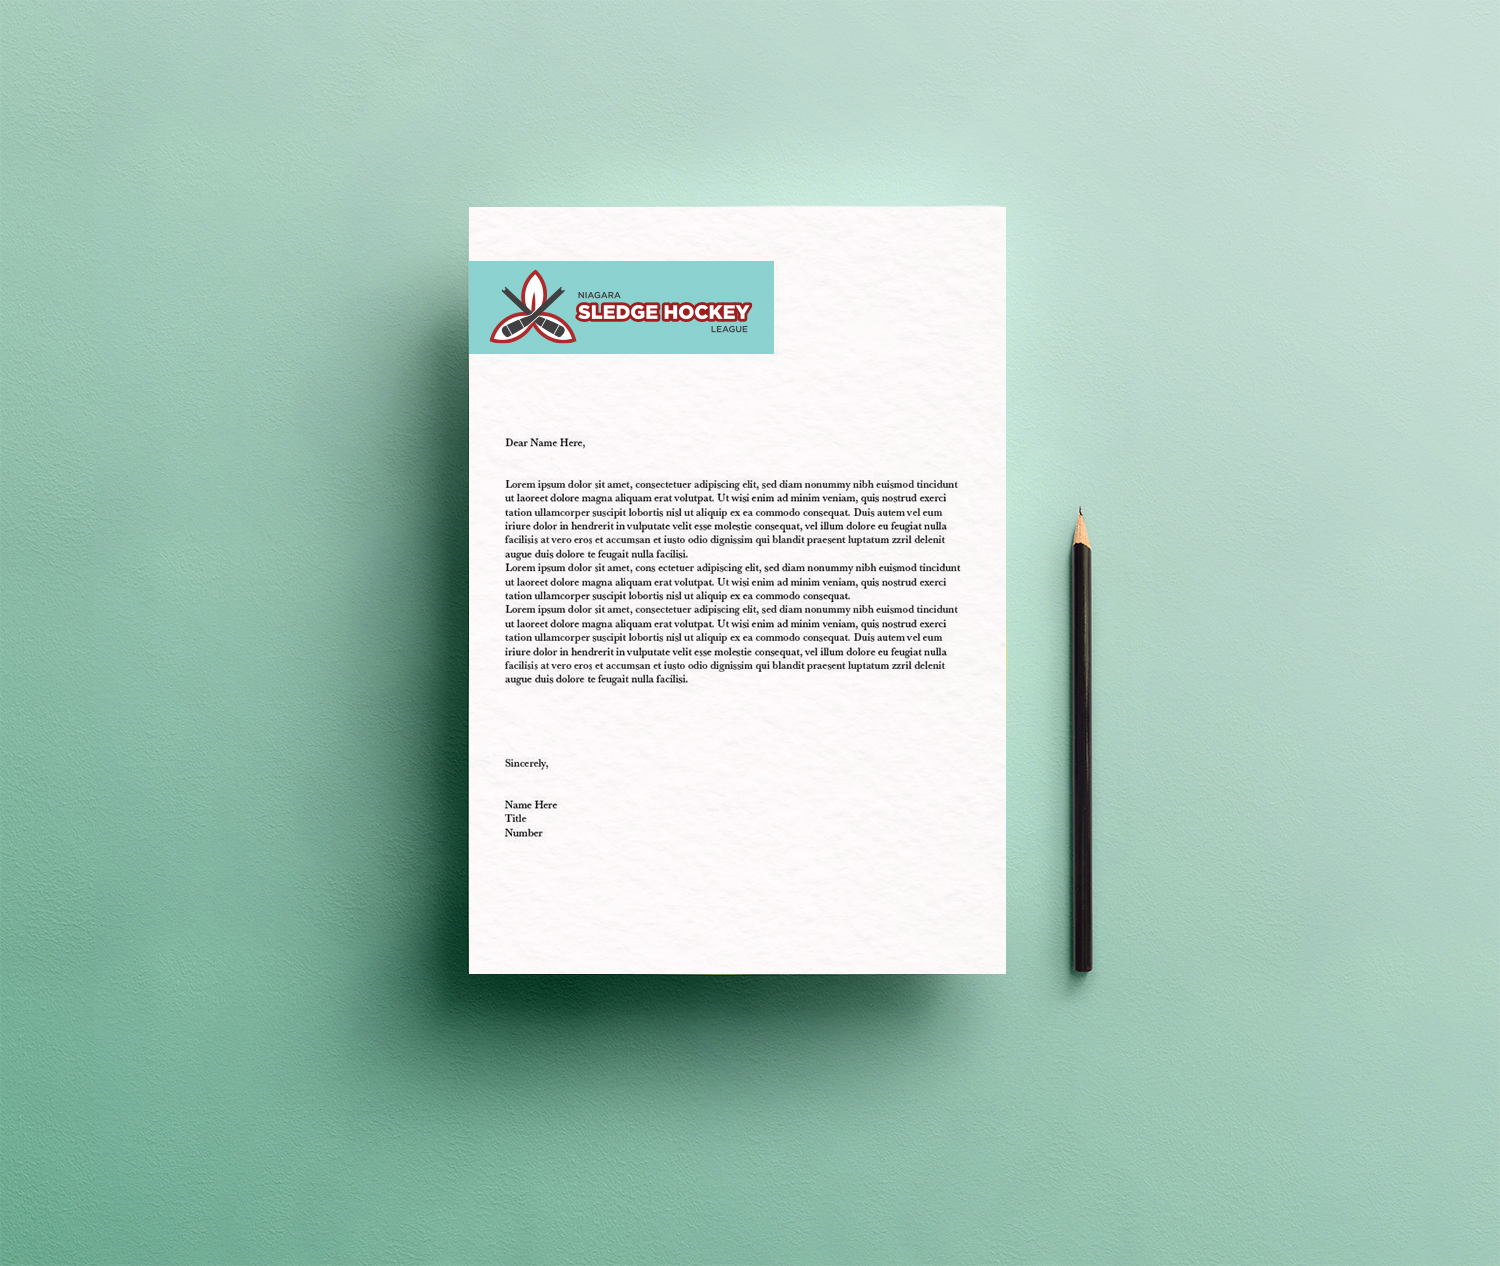 NIAGARA
SLEDGE HOCKEY
LEAGUE
Dear Name Here,
Lorem ipsum dolor sit amet, consectetuer adipiscing elit, sed diam nonummy nibh euismod tincidunt
ut laoreet dolore magna aliquam erat volutpat. Ut wisi enim ad minim veniam, quis nostrud exerci
tation ullamcorper suscipit lobortis nisl ut aliquip ex ea commodo consequat. Duis autem vel eum
iriure dolor in hendrerit in vulputate velit esse molestie consequat, vel illum dolore eu feugiat nulla
facilisis at vero eros et accumsan et iusto odio dignissim qui blandit praesent luptatum zzril delenit
augue duis dolore te feugait nulla facilisi.
Lorem ipsum dolor sit amet, cons ectetuer adipiscing elit, sed diam nonummy nibh euismod tincidunt
ut laoreet dolore magna aliquam erat volutpat. Ut wisi enim ad minim veniam, quis nostrud exerci
tation ullamcorper suscipit lobortis nisl ut aliquip ex ea commodo consequat.
Lorem ipsum dolor sit amet, consectetuer adipiscing elit, sed diam nonummy nibh euismod tincidunt
ut laoreet dolore magna aliquam erat volutpat. Ut wisi enim ad minim veniam, quis nostrud exerci
tation ullamcorper suscipit lobortis nisl ut aliquip ex ea commodo consequat. Duis autem vel eum
iriure dolor in hendrerit in vulputate velit esse molestie consequat, vel illum dolore eu feugiat nulla
facilisis at vero eros et accumsan et iusto odio dignissim qui blandit praesent luptatum zzril delenit
augue duis dolore te feugait nulla facilisi.
Sincerely,
Name Here
Title
Number